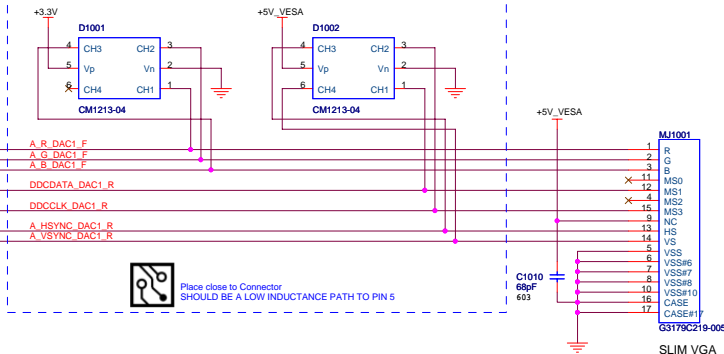 +3.3V
D1001
4 CH3 CH2 3
5 Vp Vn 2
6 CH4 CH1 1
CM1213-04
+5V_VESA
D1002
4 CH3 CH2 3
5 Vp Vn 2
6 CH4 CH1 1
CM1213-04
A_R_DAC1_F
A_G_DAC1_F
A_B_DAC1_F
DDCDATA_DAC1_R
DDCCLK_DAC1_R
A_HSYNC_DAC1_R
A_VSYNC_DAC1_R
Place close to Connector
SHOULD BE A LOW INDUCTANCE PATH TO PIN 5
+5V_VESA
C1010
68pF
603
MJ1001
1 R
2 G
3 B
11 MS0
12 MS1
4 MS2
15 MS3
9 NC
13 HS
14 VS
5 VSS
6 VSS#6
7 VSS#7
8 VSS#8
10 VSS#10
16 CASE
17 CASE#17
G3179C219-005
SLIM VGA